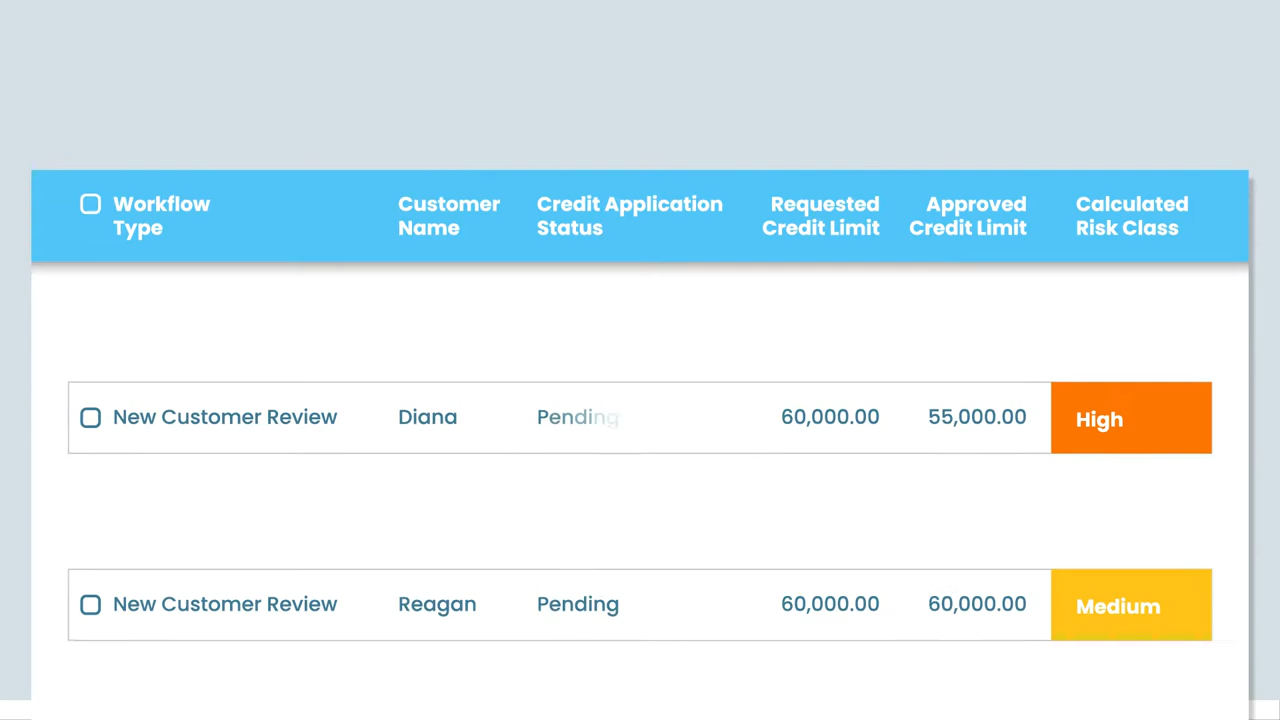 Workflow Type
Customer Name
Credit Application Status
Requested Credit Limit
Approved Credit Limit
Calculated Risk Class
New Customer Review Diana Pending 60,000.00 55,000.00 High
New Customer Review Reagan Pending 60,000.00 60,000.00 Medium